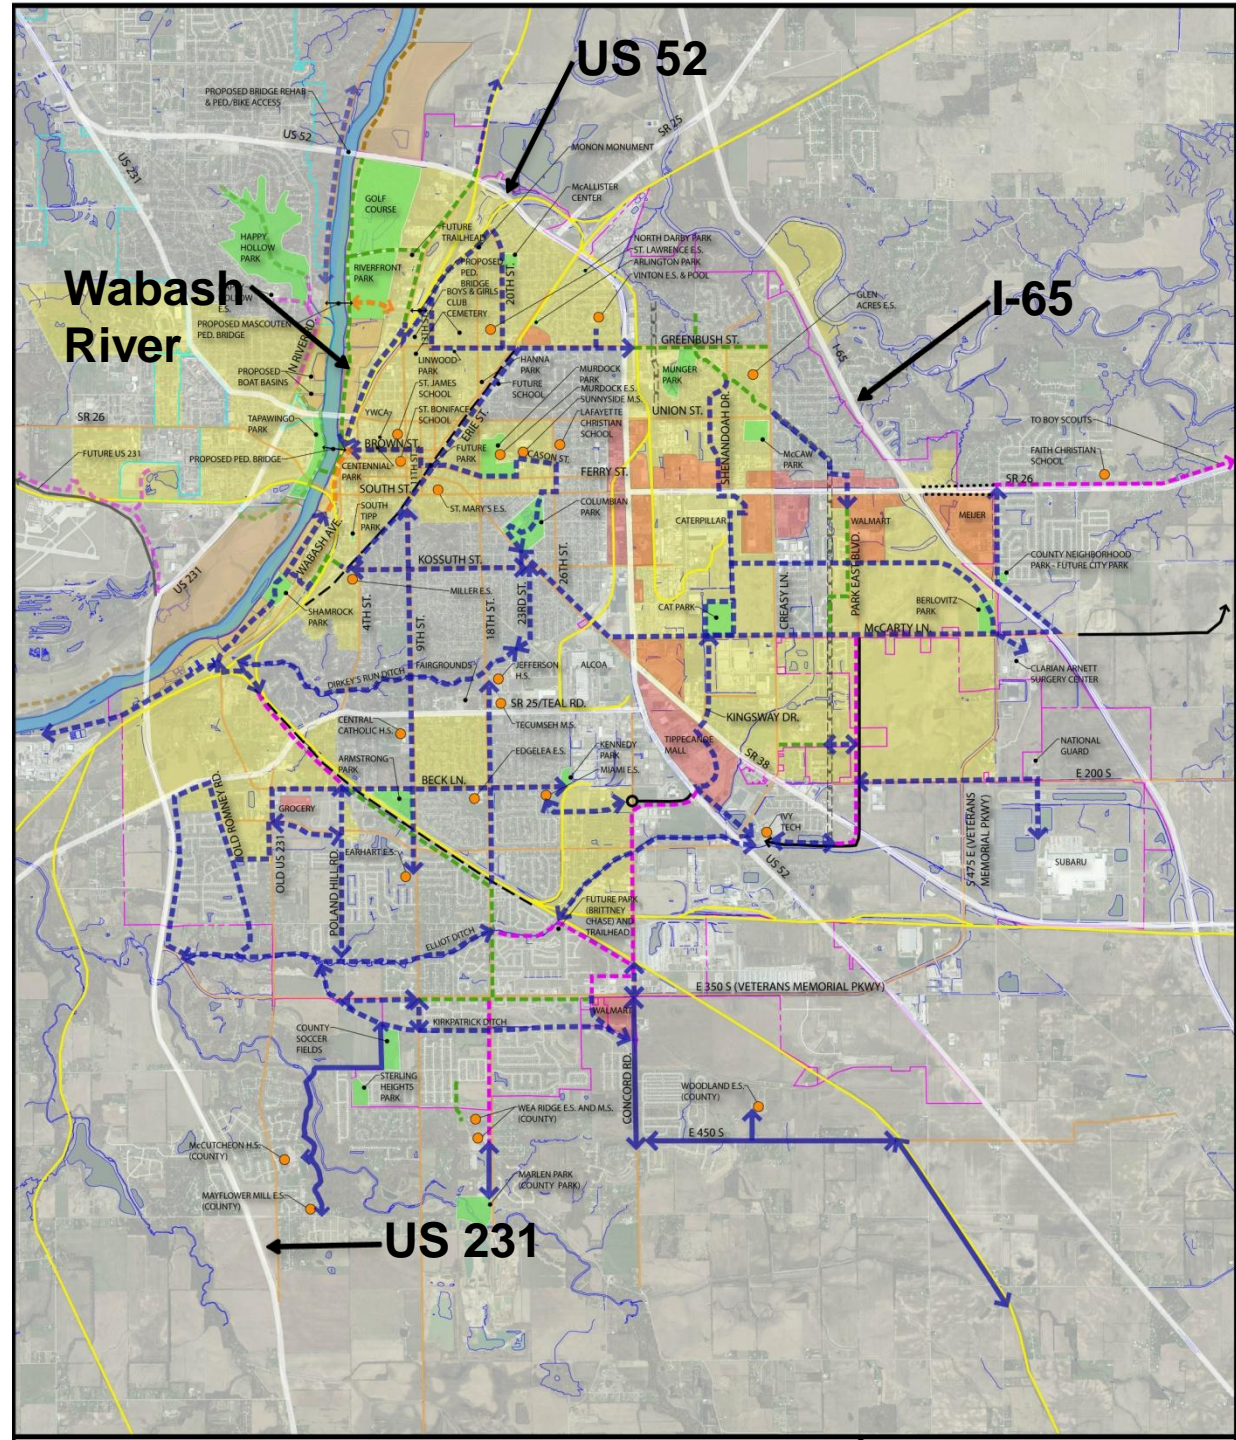 US 52
PROPOSED BRIDGE REHAB
& PED./BIKE ACCESS
US 52
SR 25
US 231
MONON MONUMENT
McALLISTER
CENTER
GOLF
COURSE
FUTURE
TRAILHEAD
HAPPY
HOLLOW
PARK
NORTH DARBY PARK
ST. LAWRENCE E.S.
ARLINGTON PARK
VINTON E.S. & POOL
PROPOSED
PED.
BRIDGE
20TH ST.
RIVERFRONT
PARK
Wabash
River
I-65
BOYS & GIRLS
CLUB
CEMETERY
GLEN
ACRES E.S.
E.S.
PROPOSED MASCOUTEN
PED. BRIDGE
N RIVER RD.
GREENBUSH ST.
I-65
LINWOOD
PARK
HANNA
PARK
MURDOCK
PARK
MUNGER
PARK
PROPOSED
BOAT BASINS
ST. JAMES
SCHOOL
FUTURE
SCHOOL
MURDOCK E.S.
SUNNYSIDE M.S.
SHENANDOAH DR.
SR 26
TAPAWINGO
PARK
YWCA
ST. BONIFACE
SCHOOL
ERIE ST.
LAFAYETTE
CHRISTIAN
SCHOOL
UNION ST.
TO BOY SCOUTS
BROWN ST.
FUTURE
PARK
CASON ST.
McCAW
PARK
FAITH CHRISTIAN
SCHOOL
FUTURE US 231
PROPOSED PED. BRIDGE
CENTENNIAL
PARK
11TH ST.
FERRY ST.
SR 26
SOUTH ST.
SOUTH
TIPP
PARK
ST. MARY'S E.S.
COLUMBIAN
PARK
CATERPILLAR
WALMART
MEIJER
WABASH AVE.
KOSSUTH ST.
26TH ST.
PARK EAST BLVD.
COUNTY NEIGHBORHOOD
PARK - FUTURE CITY PARK
US 231
MILLER E.S.
23RD ST.
CREASY LN.
SHAMROCK
PARK
4TH ST.
9TH ST.
18TH ST.
CAT PARK
BERLOVITZ
PARK
McCARTY LN.
DIRKEY'S RUN DITCH
FAIRGROUNDS
JEFFERSON
H.S.
ALCOA
CLARIAN ARNETT
SURGERY CENTER
SR 25/TEAL RD.
CENTRAL
CATHOLIC H.S.
TECUMSEH M.S.
KINGSWAY DR.
TIPPECANOE
MALL
ARMSTRONG
PARK
EDGELEA E.S.
KENNEDY
PARK
SR 38
NATIONAL
GUARD
BECK LN.
MIAMI E.S.
E 200 S
OLD ROMNEY RD.
GROCERY
OLD US 231
IVY
TECH
S 475 E (VETERANS
MEMORIAL PKWY)
EARHART E.S.
POLAND HILL RD.
US 52
SUBARU
FUTURE PARK
(BRITTNEY
CHASE) AND
TRAILHEAD
ELLIOT DITCH
E 350 S (VETERANS MEMORIAL PKWY)
WALMART
KIRKPATRICK DITCH
COUNTY
SOCCER
FIELDS
STERLING
HEIGHTS
PARK
CONCORD RD.
WOODLAND E.S.
(COUNTY)
WEA RIDGE E.S. AND M.S.
(COUNTY)
E 450 S
McCUTCHEON H.S.
(COUNTY)
MARLEN PARK
(COUNTY PARK)
MAYFLOWER MILL E.S.
(COUNTY)
US 231